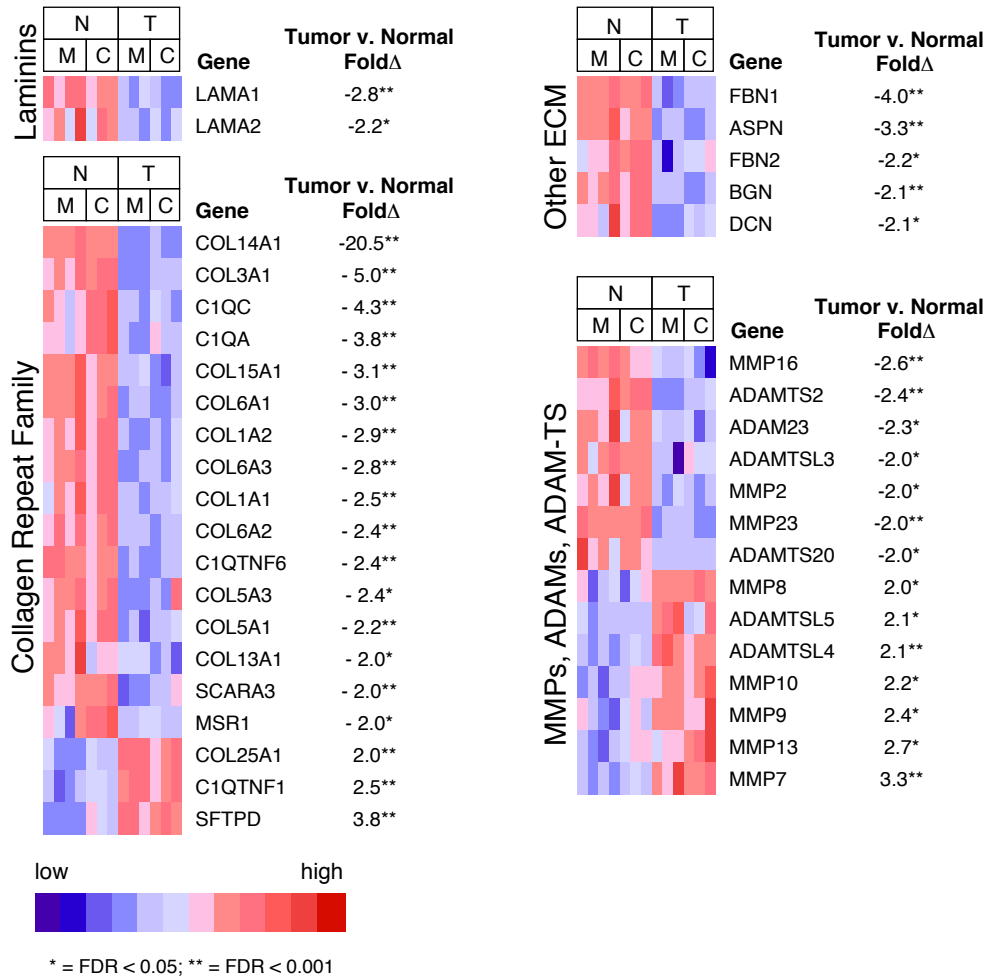 Laminins
N T
M C M C
Gene
Tumor v. Normal
Fold∆
LAMA1 -2.8**
LAMA2 -2.2*
Collagen Repeat Family
N T
M C M C
Gene
Tumor v. Normal
Fold∆
COL14A1 -20.5**
COL3A1 - 5.0**
C1QC - 4.3**
C1QA - 3.8**
COL15A1 - 3.1**
COL6A1 - 3.0**
COL1A2 - 2.9**
COL6A3 - 2.8**
COL1A1 - 2.5**
COL6A2 - 2.4**
C1QTNF6 - 2.4**
COL5A3 - 2.4*
COL5A1 - 2.2**
COL13A1 - 2.0*
SCARA3 - 2.0**
MSR1 - 2.0*
COL25A1 2.0**
C1QTNF1 2.5**
SFTPD 3.8**
low high
* = FDR < 0.05; ** = FDR < 0.001
Other ECM
N T
M C M C
Gene
Tumor v. Normal
Fold∆
FBN1 -4.0**
ASPN -3.3**
FBN2 -2.2*
BGN -2.1**
DCN -2.1*
MMPs, ADAMs, ADAM-TS
N T
M C M C
Gene
Tumor v. Normal
Fold∆
MMP16 -2.6**
ADAMTS2 -2.4**
ADAM23 -2.3*
ADAMTSL3 -2.0*
MMP2 -2.0*
MMP23 -2.0**
ADAMTS20 -2.0*
MMP8 2.0*
ADAMTSL5 2.1*
ADAMTSL4 2.1**
MMP10 2.2*
MMP9 2.4*
MMP13 2.7*
MMP7 3.3**